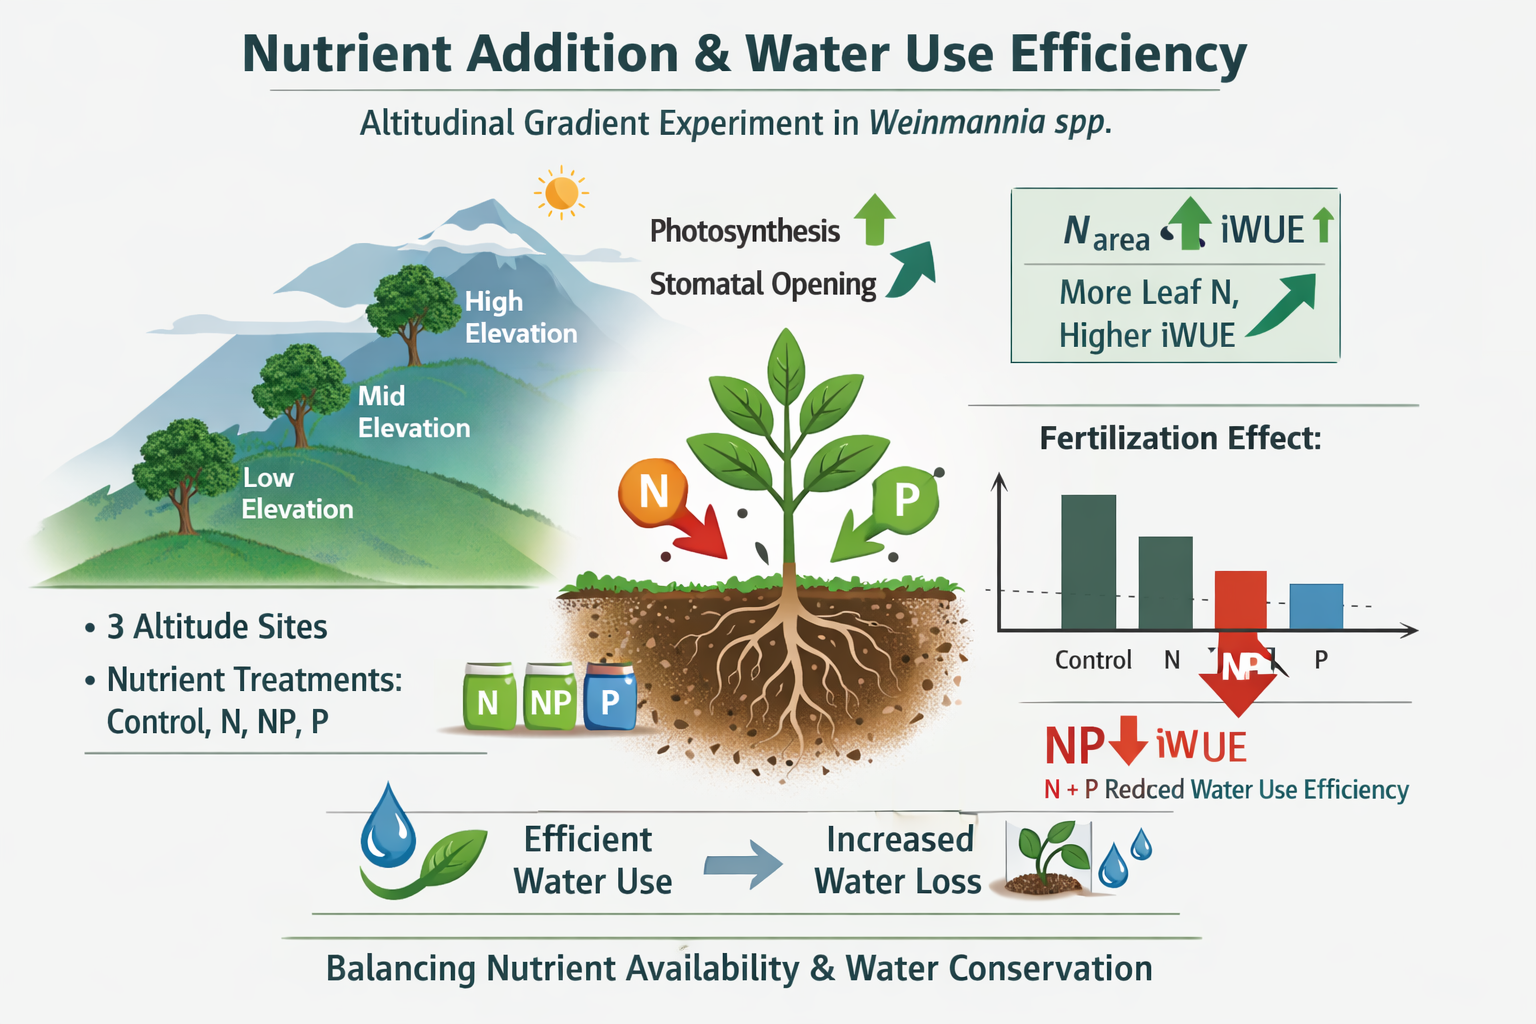 Nutrient Addition & Water Use Efficiency
Altitudinal Gradient Experiment in Weinmannia spp.
High
Elevation
Mid
Elevation
Low
Elevation
• 3 Altitude Sites
• Nutrient Treatments:
Control, N, NP, P
N NP P
Photosynthesis
Stomatal Opening
N
P
N area iWUE
More Leaf N,
Higher iWUE
Fertilization Effect:
Control N NP P
NP iWUE
N + P Redced Water Use Efficiency
Efficient
Water Use
Increased
Water Loss
Balancing Nutrient Availability & Water Conservation